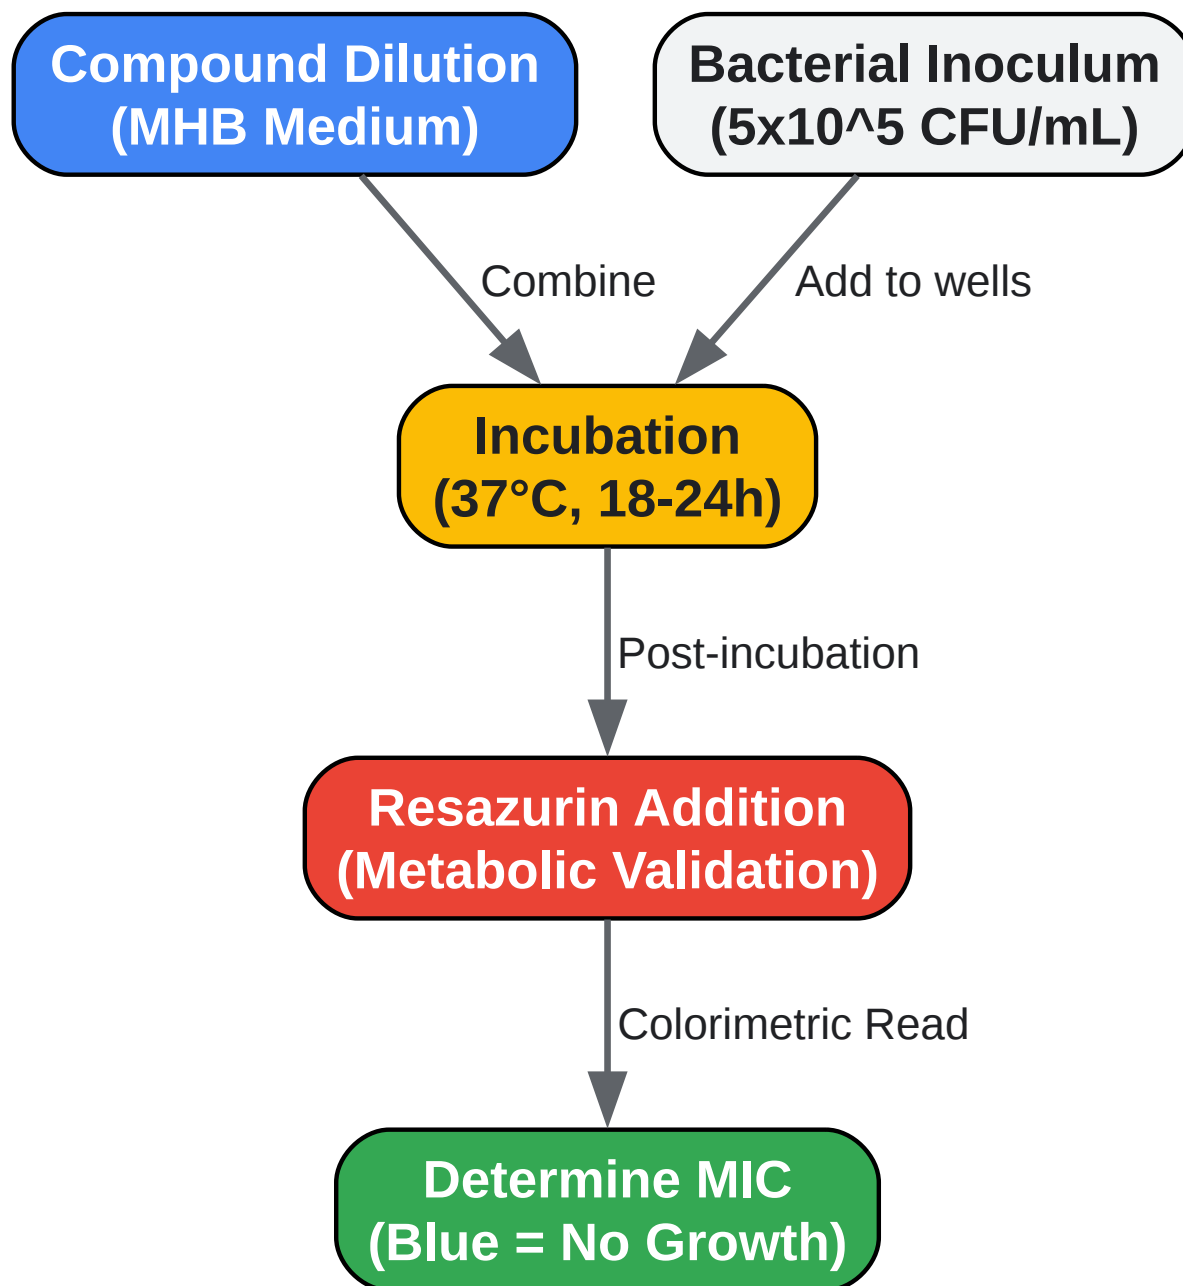 Compound Dilution
(MHB Medium)
Bacterial Inoculum
(5x10^5 CFU/mL)
Combine
Add to wells
Incubation
(37°C, 18-24h)
Post-incubation
Resazurin Addition
(Metabolic Validation)
Colorimetric Read
Determine MIC
(Blue = No Growth)